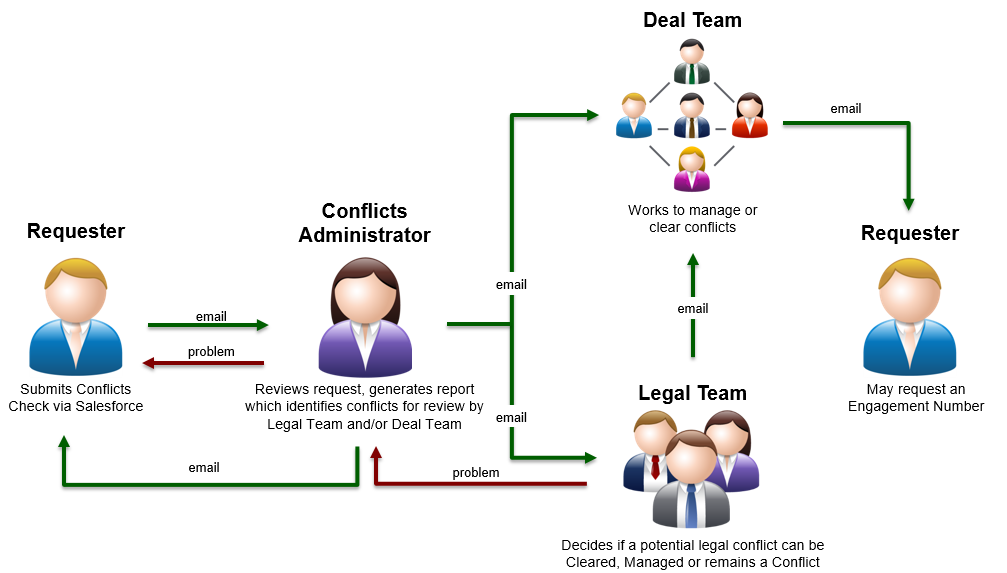 Deal Team
email
Works to manage or
clear conflicts
Requester
Conflicts
Administrator
Requester
email
email
email
problem
Submits Conflicts
Check via Salesforce
Reviews request, generates report
which identifies conflicts for review by
Legal Team and/or Deal Team
Legal Team
May request an
Engagement Number
email
email
problem
Decides if a potential legal conflict can be
Cleared, Managed or remains a Conflict